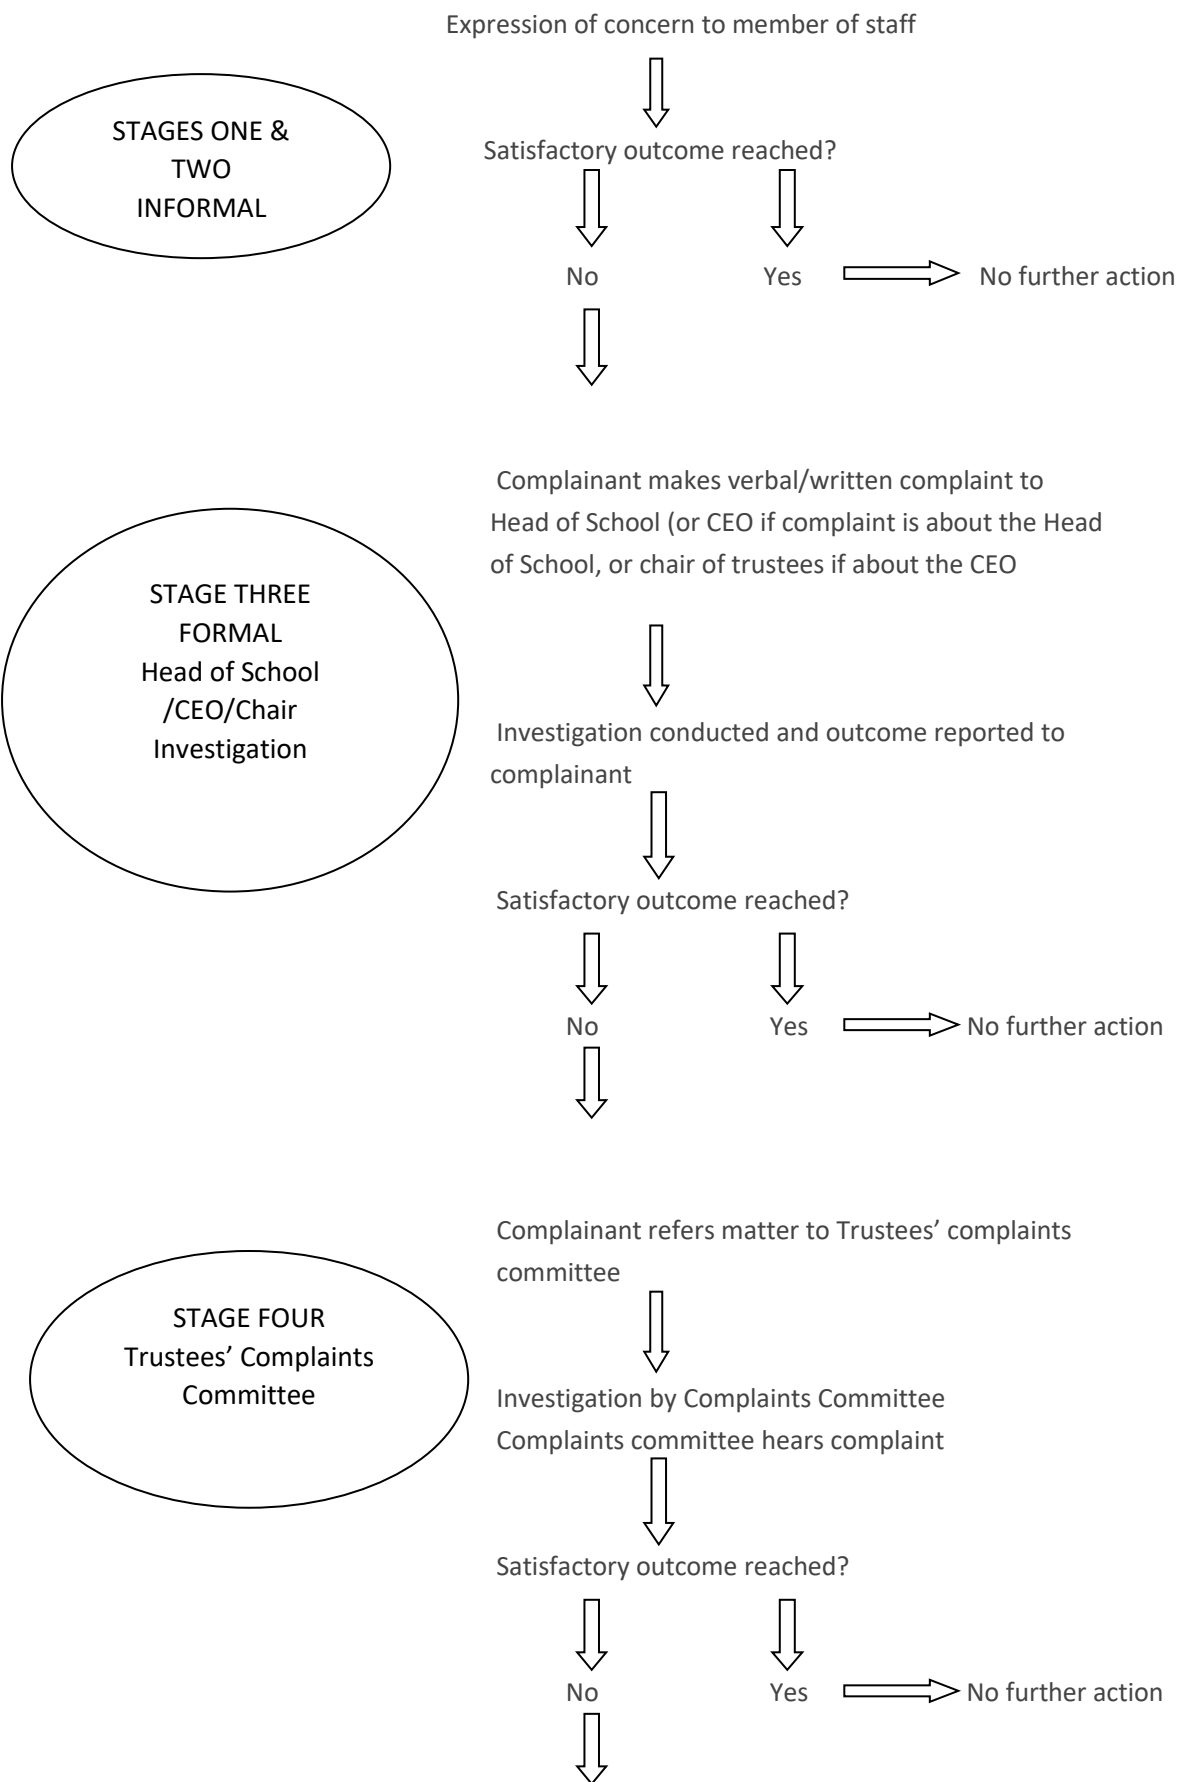 Expression of concern to member of staff
STAGES ONE &
TWO
INFORMAL
Satisfactory outcome reached?
No
Yes
No further action
Complainant makes verbal/written complaint to
Head of School (or CEO if complaint is about the Head
of School, or chair of trustees if about the CEO
STAGE THREE
FORMAL
Head of School
/CEO/Chair
Investigation
Investigation conducted and outcome reported to
complainant
Satisfactory outcome reached?
No
Yes
No further action
Complainant refers matter to Trustees’ complaints
committee
STAGE FOUR
Trustees’ Complaints
Committee
Investigation by Complaints Committee
Complaints committee hears complaint
Satisfactory outcome reached?
No
Yes
No further action